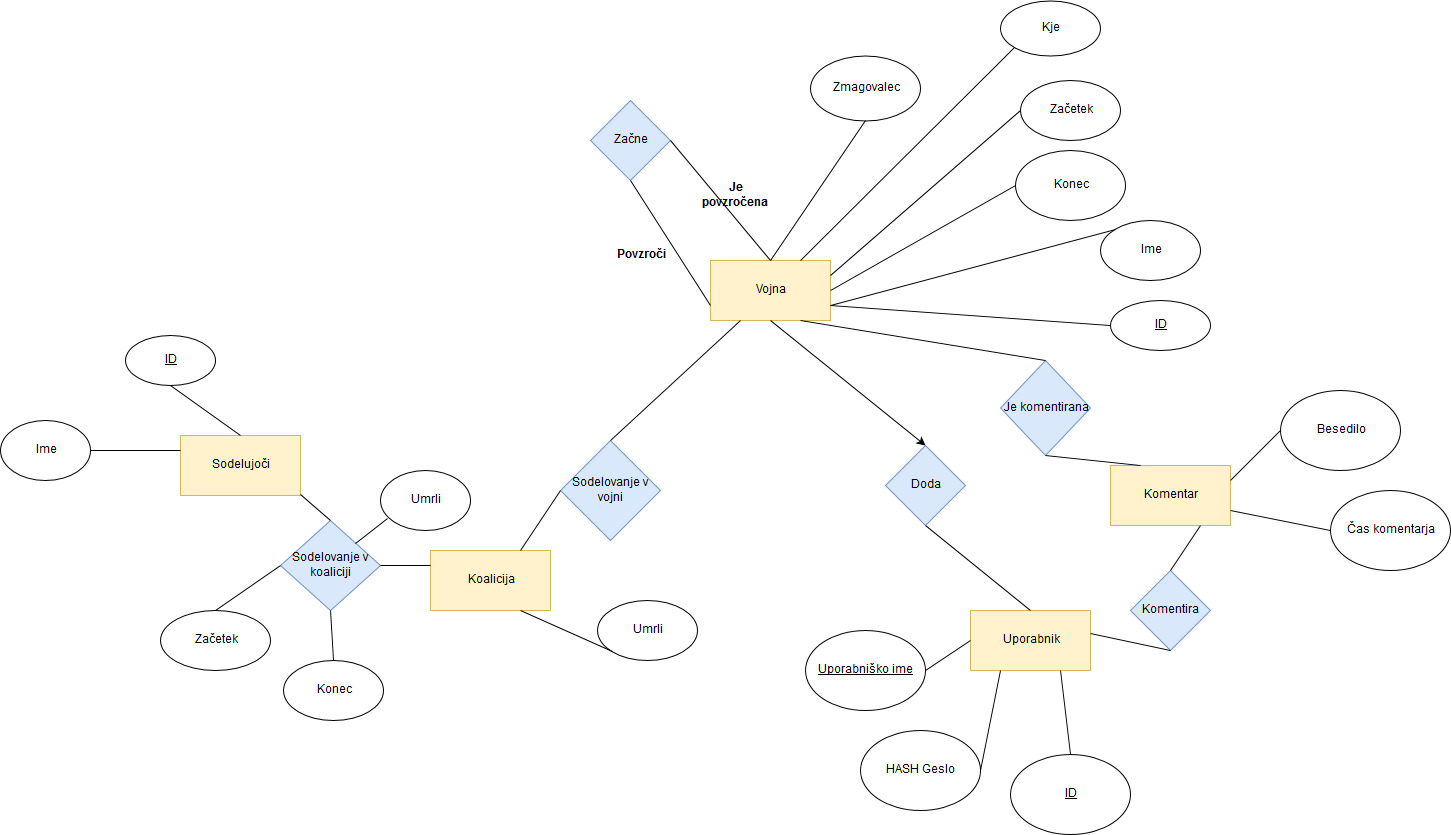 Kje
Zmagovalec
Začetek
Začne
Konec
Je
povzročena
Ime
Povzroči
Vojna
ID
ID
Je komentirana
Besedilo
Ime
Sodelujoči
Sodelovanje v
vojni
Doda
Komentar
Umrli
Čas komentarja
Sodelovanje v
koaliciji
Koalicija
Komentira
Začetek
Umrli
Uporabnik
Uporabniško ime
Konec
HASH Geslo
ID